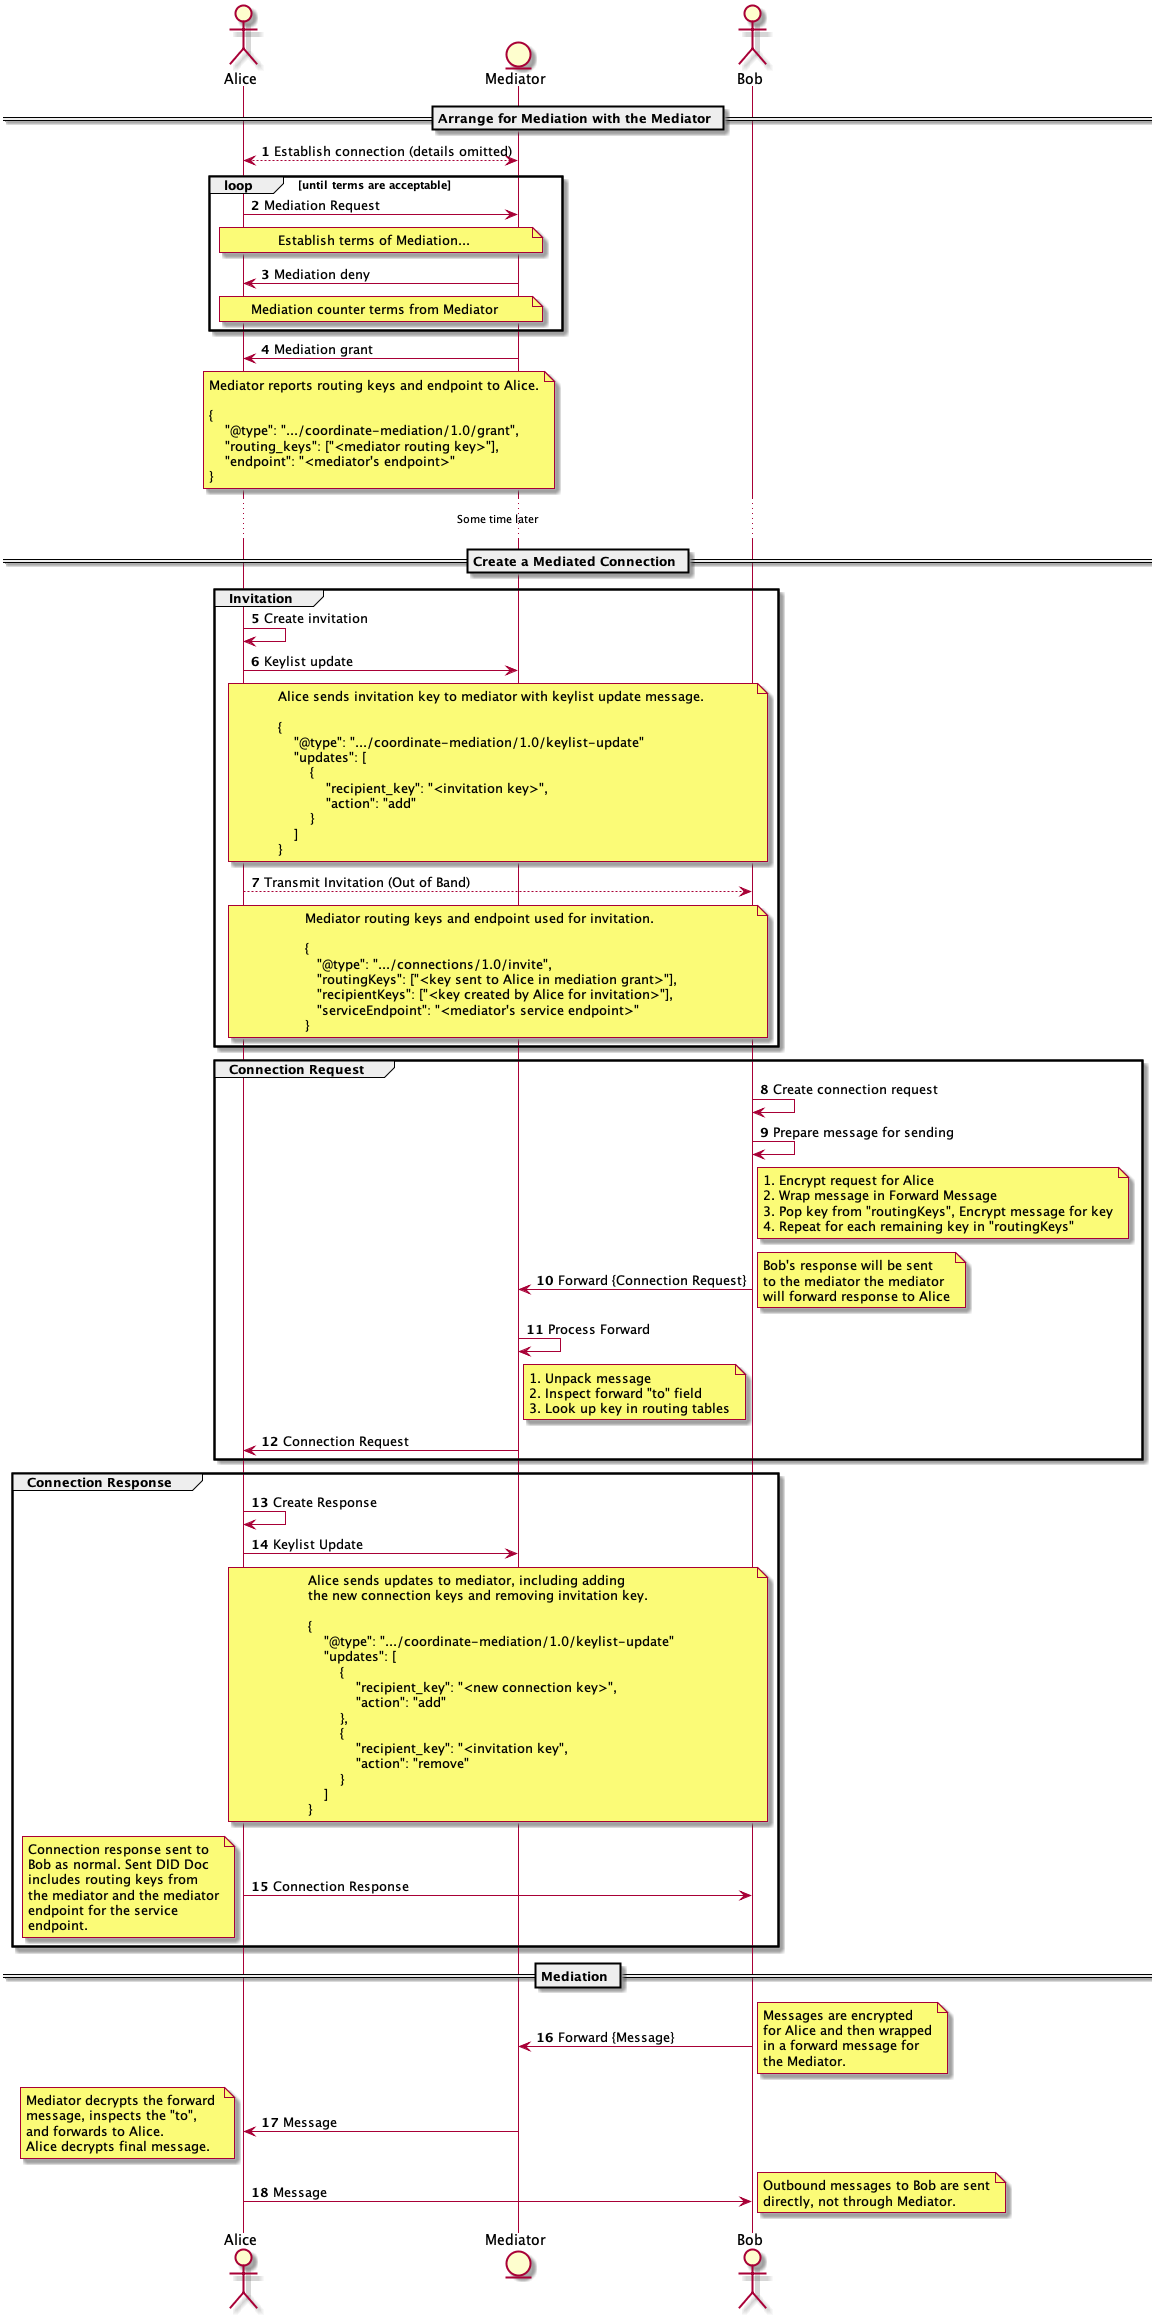 Alice
Mediator
Bob
Arrange for Mediation with the Mediator
1 Establish connection (details omitted)
loop [until terms are acceptable]
2 Mediation Request
Establish terms of Mediation...
3 Mediation deny
Mediation counter terms from Mediator
4 Mediation grant
Mediator reports routing keys and endpoint to Alice.
{
"@type": ".../coordinate-mediation/1.0/grant",
"routing_keys": ["<mediator routing key>"],
"endpoint": "<mediator's endpoint>"
}
Some time later
Create a Mediated Connection
Invitation
5 Create invitation
6 Keylist update
Alice sends invitation key to mediator with keylist update message.
{
"@type": ".../coordinate-mediation/1.0/keylist-update"
"updates": [
{
"recipient_key": "<invitation key>",
"action": "add"
}
]
}
7 Transmit Invitation (Out of Band)
Mediator routing keys and endpoint used for invitation.
{
"@type": ".../connections/1.0/invite",
"routingKeys": ["<key sent to Alice in mediation grant>"],
"recipientKeys": ["<key created by Alice for invitation>"],
"serviceEndpoint": "<mediator's service endpoint>"
}
Connection Request
8 Create connection request
9 Prepare message for sending
1. Encrypt request for Alice
2. Wrap message in Forward Message
3. Pop key from "routingKeys", Encrypt message for key
4. Repeat for each remaining key in "routingKeys"
10 Forward {Connection Request}
Bob's response will be sent
to the mediator the mediator
will forward response to Alice
11 Process Forward
1. Unpack message
2. Inspect forward "to" field
3. Look up key in routing tables
12 Connection Request
Connection Response
13 Create Response
14 Keylist Update
Alice sends updates to mediator, including adding
the new connection keys and removing invitation key.
{
"@type": ".../coordinate-mediation/1.0/keylist-update"
"updates": [
{
"recipient_key": "<new connection key>",
"action": "add"
},
{
"recipient_key": "<invitation key",
"action": "remove"
}
]
}
Connection response sent to
Bob as normal. Sent DID Doc
includes routing keys from
the mediator and the mediator
endpoint for the service
endpoint.
15 Connection Response
Mediation
16 Forward {Message}
Messages are encrypted
for Alice and then wrapped
in a forward message for
the Mediator.
Mediator decrypts the forward
message, inspects the "to",
and forwards to Alice.
Alice decrypts final message.
17 Message
18 Message
Outbound messages to Bob are sent
directly, not through Mediator.
Alice
Mediator
Bob